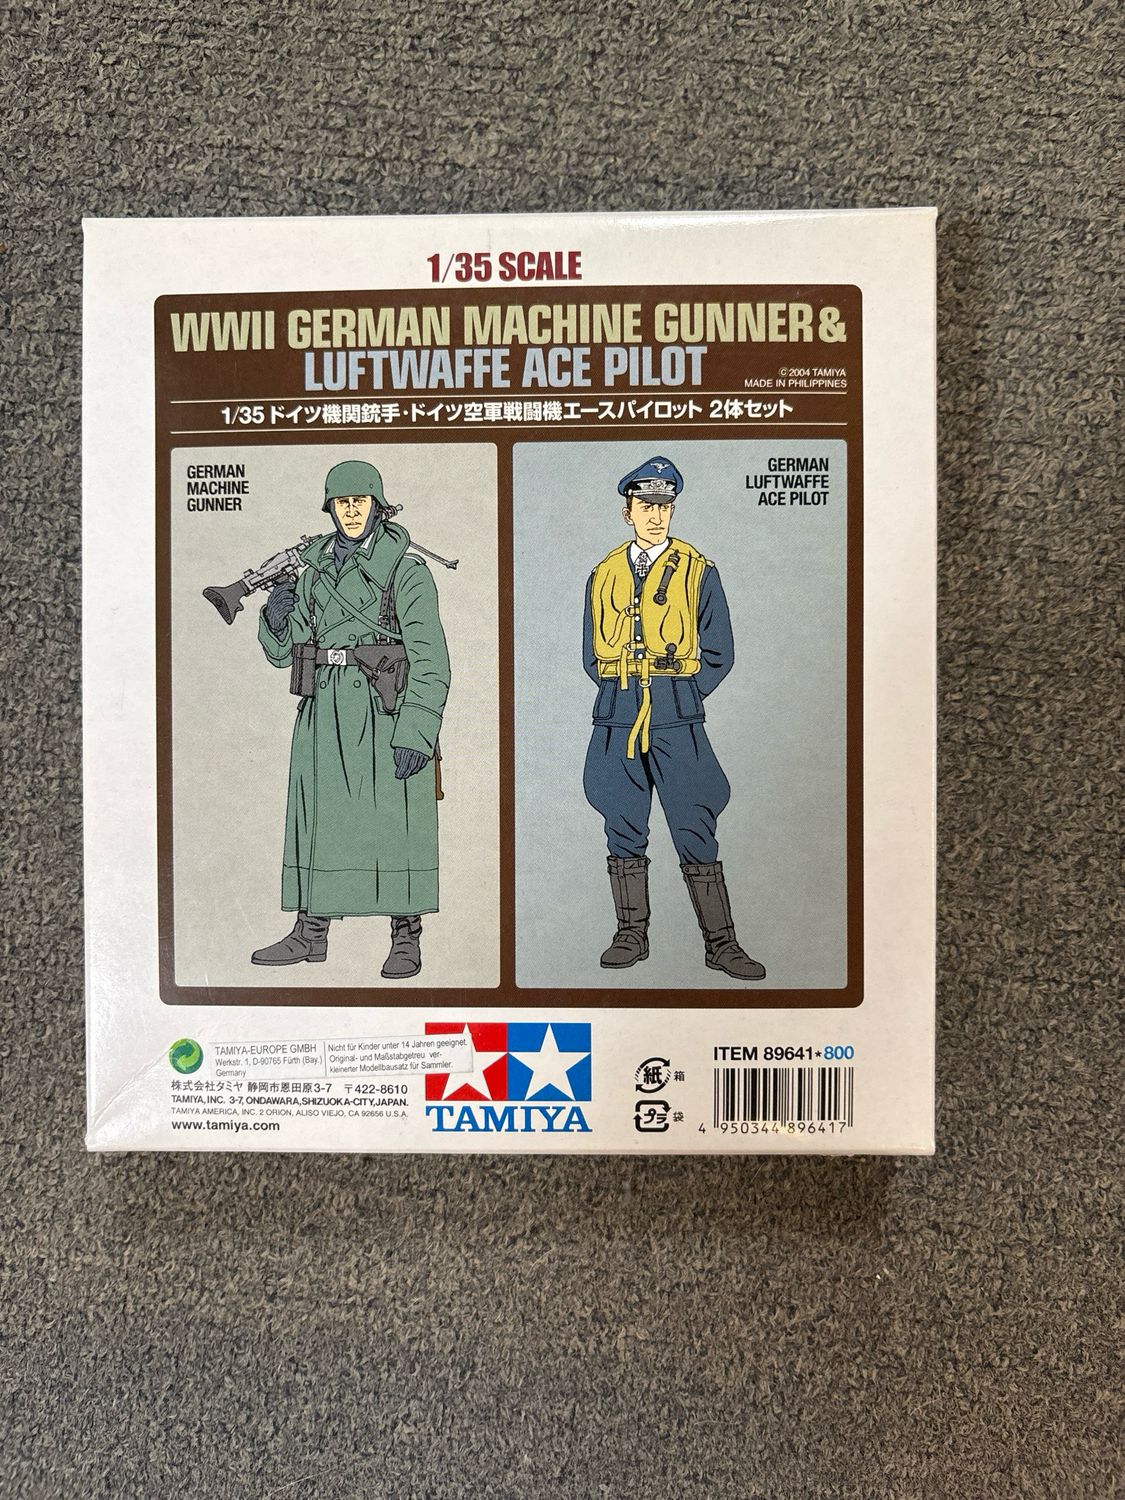 1/35 SCALE
WWII GERMAN MACHINE GUNNER &
LUFTWAFFE ACE PILOT
©2004 TAMIYA
MADE IN PHILIPPINES
1/35 ドイツ機関銃手・ドイツ空軍戦闘機エースパイロット 2体セット
GERMAN
MACHINE
GUNNER
GERMAN
LUFTWAFFE
ACE PILOT
TAMIYA-EUROPE GMBH
Werkstr. 1, D-90765 Fürth (Bay.)
Germany
Nicht für Kinder unter 14 Jahren geeignet.
Original- und Maßstabgetreu ver-
kleinerter Modellbausatz für Sammler.
株式会社タミヤ 静岡市恩田原3-7 〒422-8610
TAMIYA, INC. 3-7, ONDAWARA, SHIZUOKA-CITY, JAPAN.
TAMIYA AMERICA, INC. 2 ORION, ALISO VIEJO, CA 92656 U.S.A.
www.tamiya.com
TAMIYA
紙 箱
プラ 袋
ITEM 89641★800
4 950344 896417